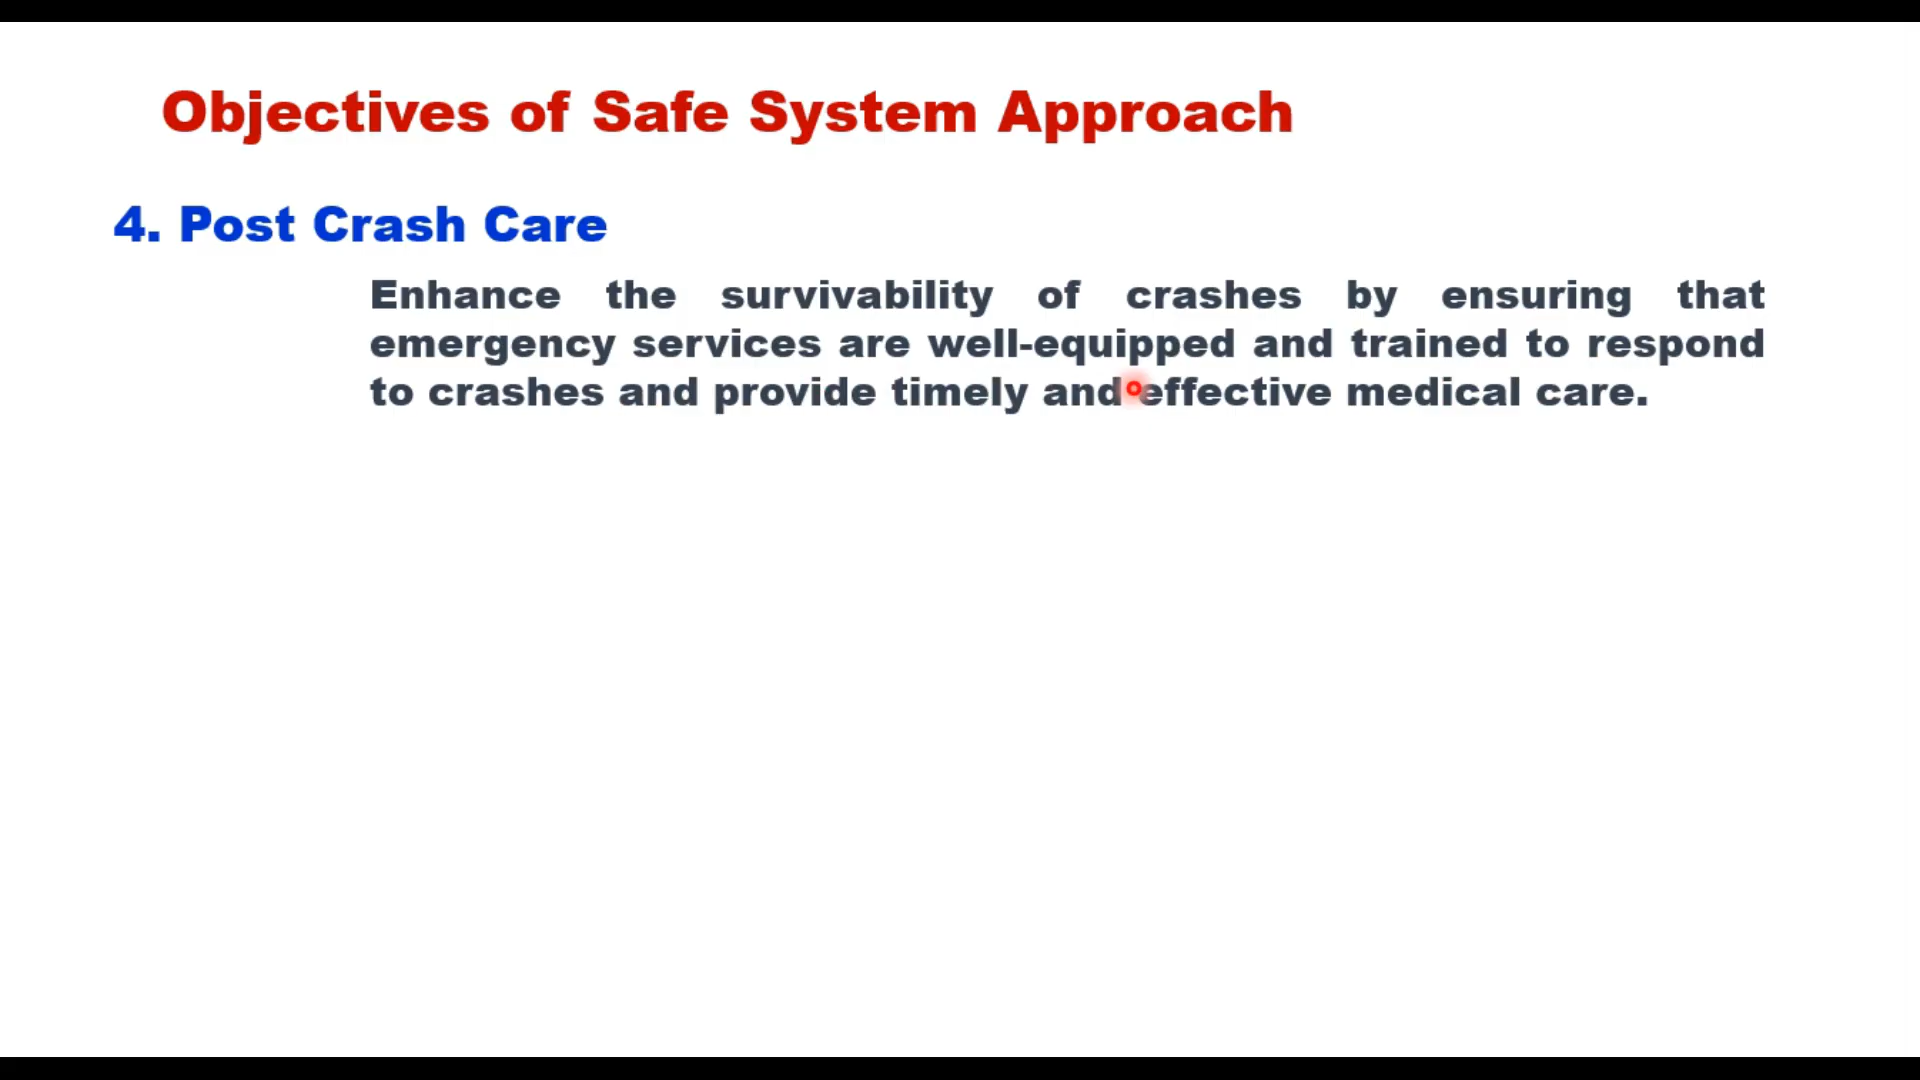 Objectives of Safe System Approach
4. Post Crash Care
Enhance the survivability of crashes by ensuring that
emergency services are well-equipped and trained to respond
to crashes and provide timely and effective medical care.